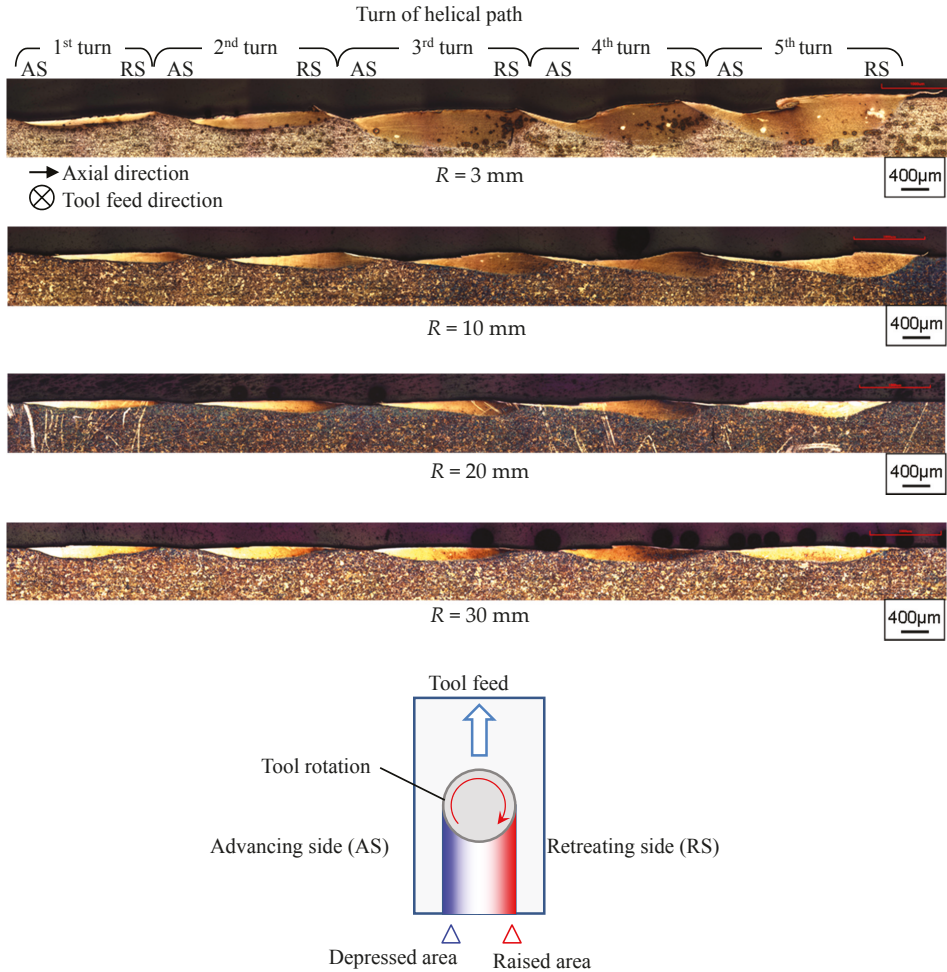 Turn of helical path
1st turn 2nd turn 3rd turn 4th turn 5th turn
AS RS AS RS AS RS AS RS AS RS
Axial direction
Tool feed direction
R = 3 mm
400µm
R = 10 mm
400µm
R = 20 mm
400µm
R = 30 mm
400µm
Tool feed
Tool rotation
Advancing side (AS)
Retreating side (RS)
Depressed area
Raised area